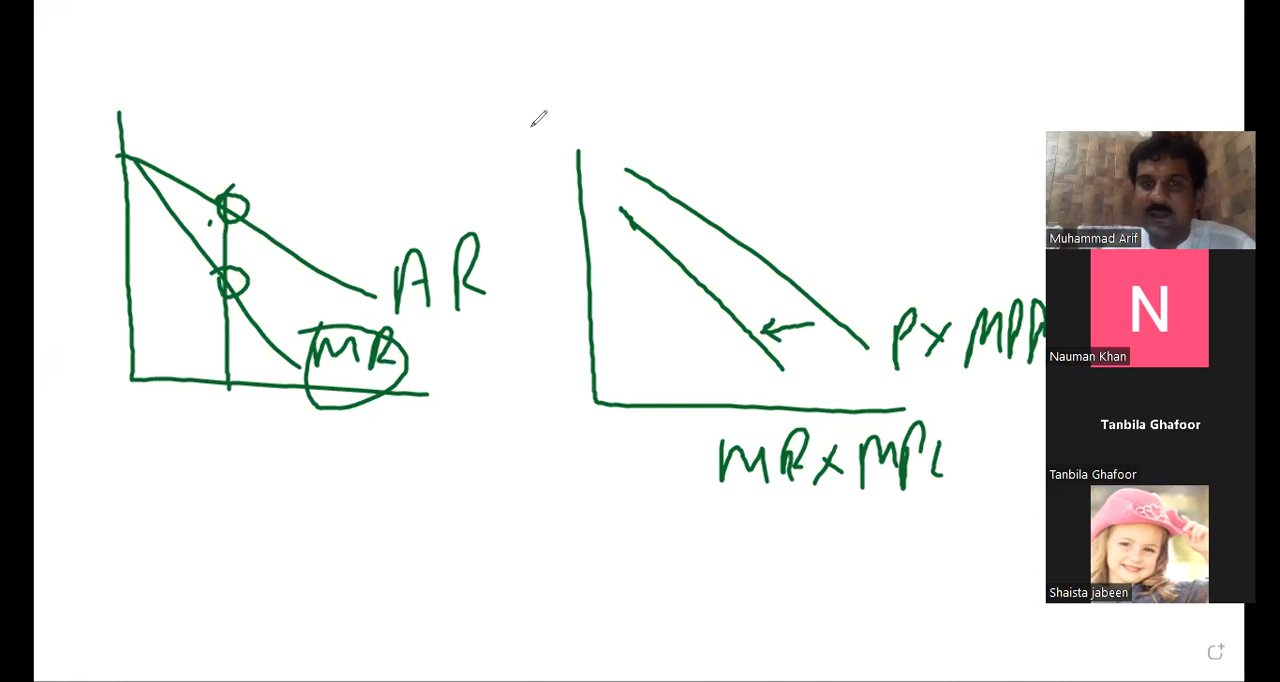 AR
MR
P x MPP
MR x MPL
Muhammad Arif
N
Nauman Khan
Tanbila Ghafoor
Tanbila Ghafoor
Shaista jabeen